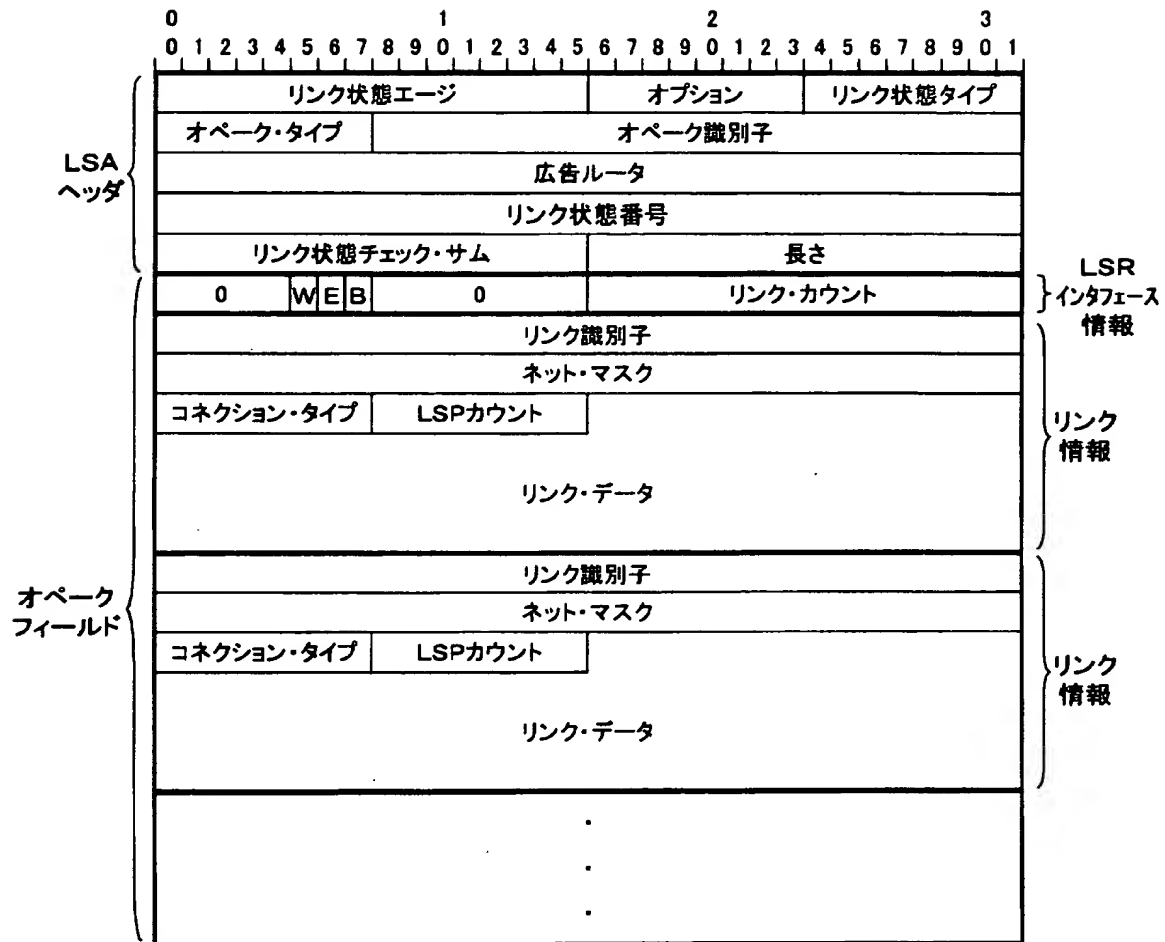 0 1 2 3
0 1 2 3 4 5 6 7 8 9 0 1 2 3 4 5 6 7 8 9 0 1 2 3 4 5 6 7 8 9 0 1
リンク状態エージ オプション リンク状態タイプ
オペーク・タイプ オペーク識別子
LSA
ヘッダ
広告ルータ
リンク状態番号
リンク状態チェック・サム 長さ
0 W E B 0 リンク・カウント
LSR
インタフェース
情報
リンク識別子
ネット・マスク
コネクション・タイプ LSPカウント
リンク・データ
リンク
情報
リンク識別子
ネット・マスク
コネクション・タイプ LSPカウント
リンク・データ
リンク
情報
オペーク
フィールド